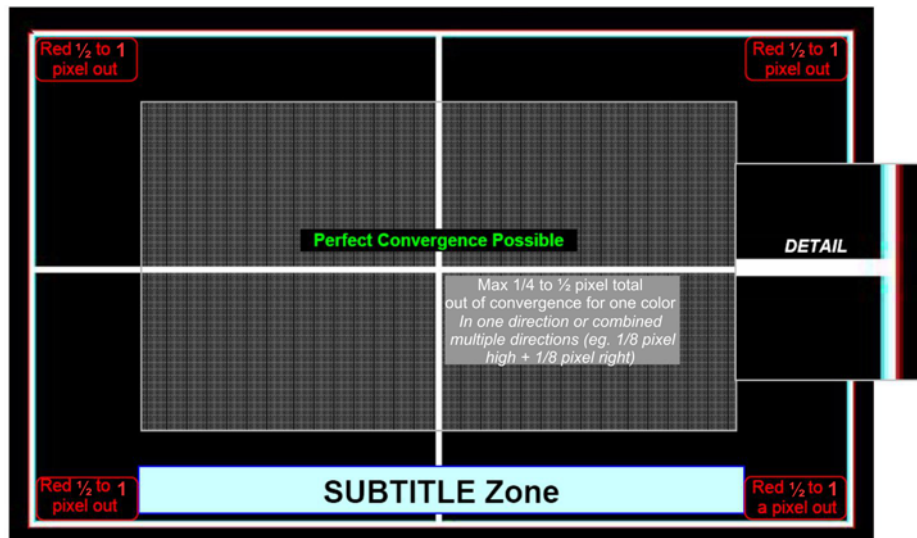 Red ½ to 1
pixel out
Red ½ to 1
pixel out
Perfect Convergence Possible
DETAIL
Max 1/4 to ½ pixel total
out of convergence for one color
In one direction or combined
multiple directions (eg. 1/8 pixel
high + 1/8 pixel right)
Red ½ to 1
pixel out
SUBTITLE Zone
Red ½ to 1
a pixel out